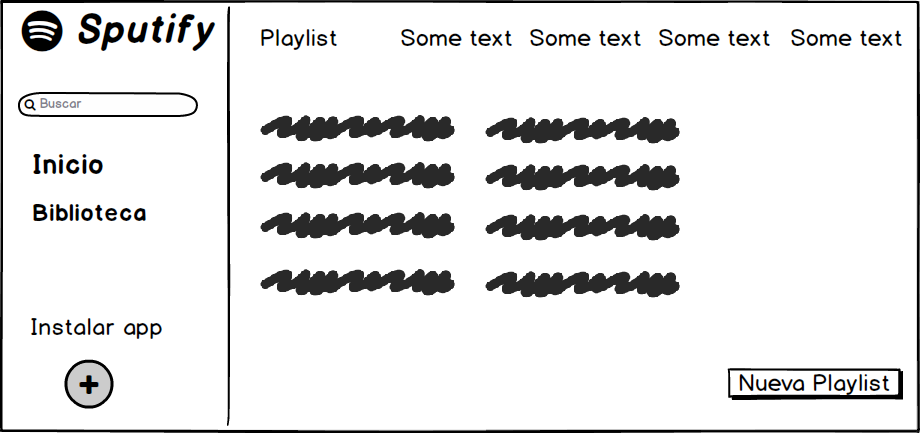 Sputify
Buscar
Inicio
Biblioteca
Instalar app
Playlist Some text Some text Some text Some text
Nueva Playlist